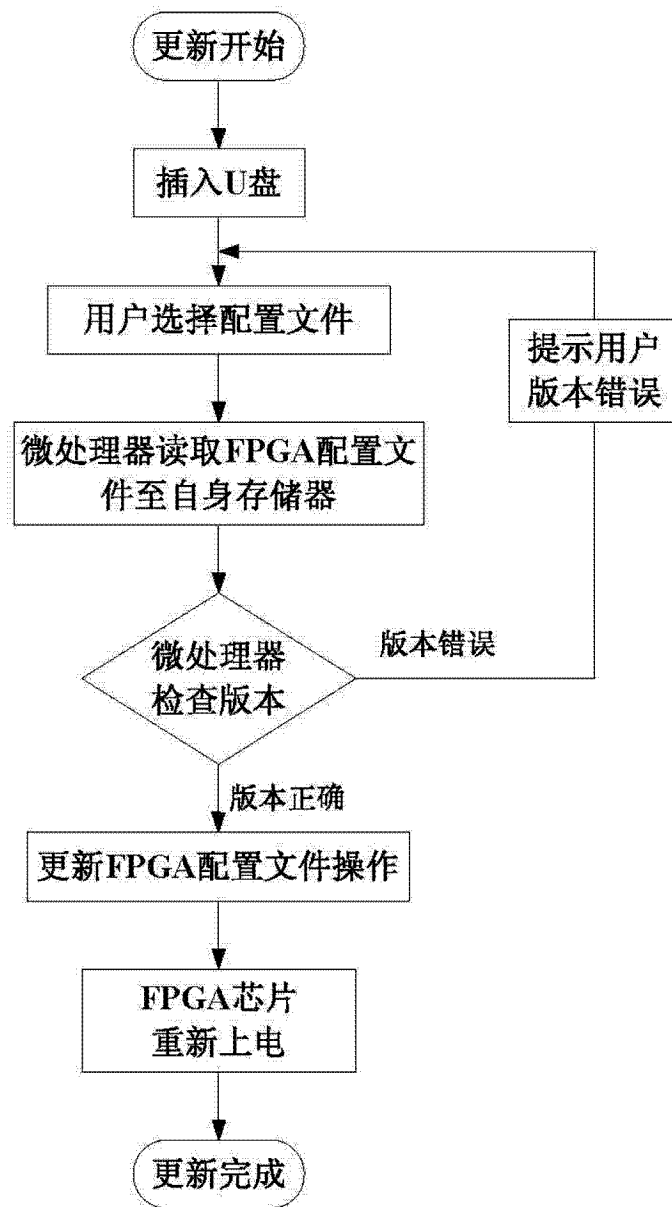 更新开始
插入U盘
用户选择配置文件
提示用户
版本错误
微处理器读取FPGA配置文
件至自身存储器
微处理器
检查版本
版本错误
版本正确
更新FPGA配置文件操作
FPGA芯片
重新上电
更新完成